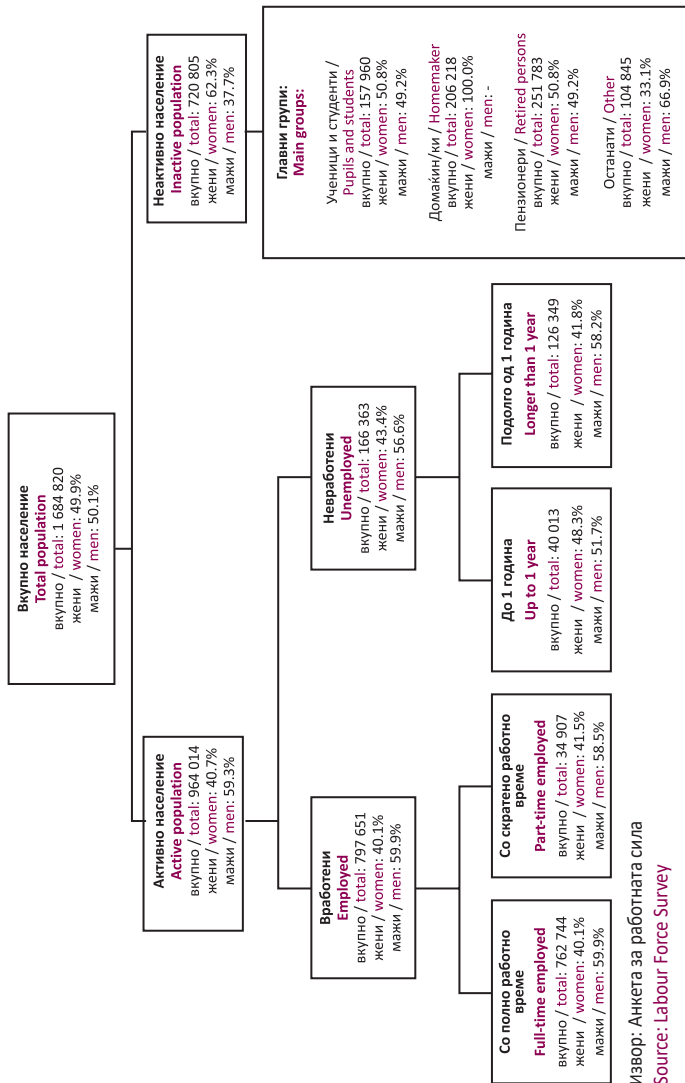 Вкупно население
Total population
вкупно / total: 1 684 820
жени / women: 49.9%
мажи / men: 50.1%
Активно население
Active population
вкупно / total: 964 014
жени / women: 40.7%
мажи / men: 59.3%
Неактивно население
Inactive population
вкупно / total: 720 805
жени / women: 62.3%
мажи / men: 37.7%
Вработени
Employed
вкупно / total: 797 651
жени / women: 40.1%
мажи / men: 59.9%
Невработени
Unemployed
вкупно / total: 166 363
жени / women: 43.4%
мажи / men: 56.6%
Главни групи:
Main groups:
Ученици и студенти /
Pupils and students
вкупно / total: 157 960
жени / women: 50.8%
мажи / men: 49.2%
Домаќин/ки / Homemaker
вкупно / total: 206 218
жени / women: 100.0%
мажи / men: -
Пензионери / Retired persons
вкупно / total: 251 783
жени / women: 50.8%
мажи / men: 49.2%
Останати / Other
вкупно / total: 104 845
жени / women: 33.1%
мажи / men: 66.9%
Со полно работно
време
Full-time employed
вкупно / total: 762 744
жени / women: 40.1%
мажи / men: 59.9%
Со скратено работно
време
Part-time employed
вкупно / total: 34 907
жени / women: 41.5%
мажи / men: 58.5%
До 1 година
Up to 1 year
вкупно / total: 40 013
жени / women: 48.3%
мажи / men: 51.7%
Подолго од 1 година
Longer than 1 year
вкупно / total: 126 349
жени / women: 41.8%
мажи / men: 58.2%
Извор: Анкета за работната сила
Source: Labour Force Survey